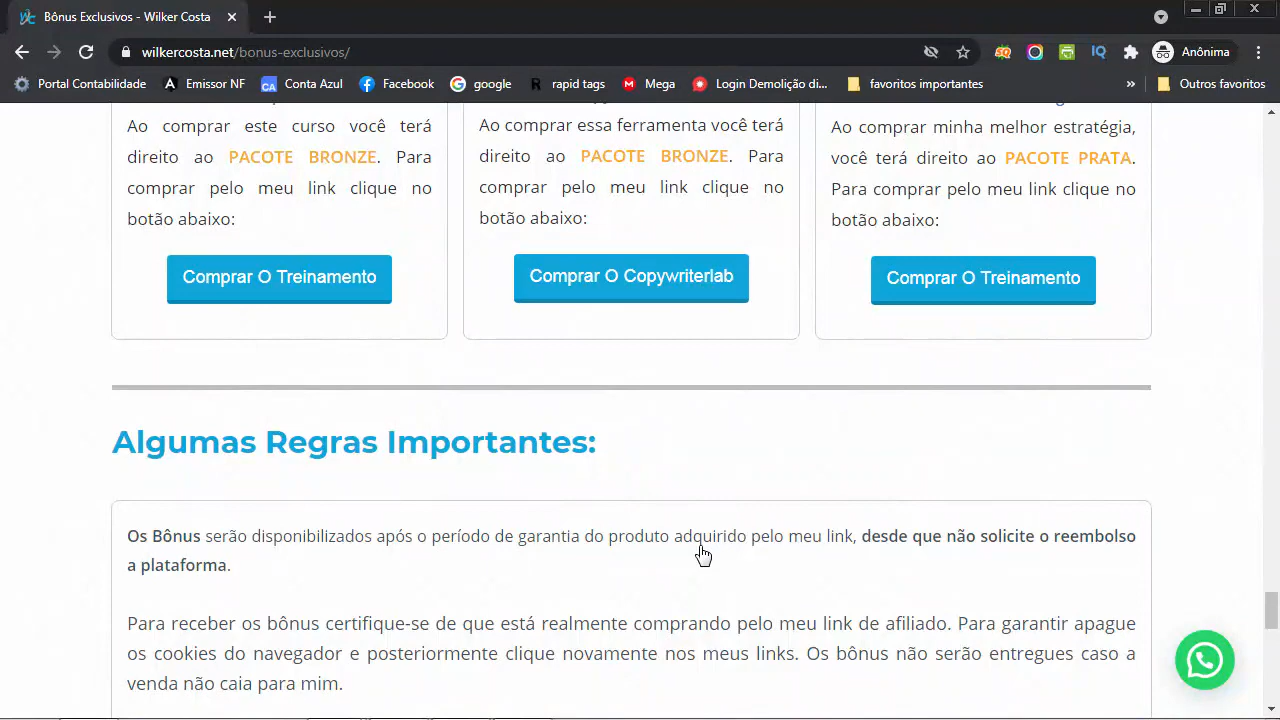 Bônus Exclusivos - Wilker Costa
wilkercosta.net/bonus-exclusivos/
SQ
IQ
Anônima
Portal Contabilidade
A Emissor NF
CA Conta Azul
Facebook
google
R rapid tags
M Mega
Login Demolição di...
favoritos importantes
»
Outros favoritos
Ao comprar este curso você terá
direito ao PACOTE BRONZE. Para
comprar pelo meu link clique no
botão abaixo:
Comprar O Treinamento
Ao comprar essa ferramenta você terá
direito ao PACOTE BRONZE. Para
comprar pelo meu link clique no
botão abaixo:
Comprar O Copywriterlab
Ao comprar minha melhor estratégia,
você terá direito ao PACOTE PRATA.
Para comprar pelo meu link clique no
botão abaixo:
Comprar O Treinamento
Algumas Regras Importantes:
Os Bônus serão disponibilizados após o período de garantia do produto adquirido pelo meu link, desde que não solicite o reembolso
a plataforma.
Para receber os bônus certifique-se de que está realmente comprando pelo meu link de afiliado. Para garantir apague
os cookies do navegador e posteriormente clique novamente nos meus links. Os bônus não serão entregues caso a
venda não caia para mim.